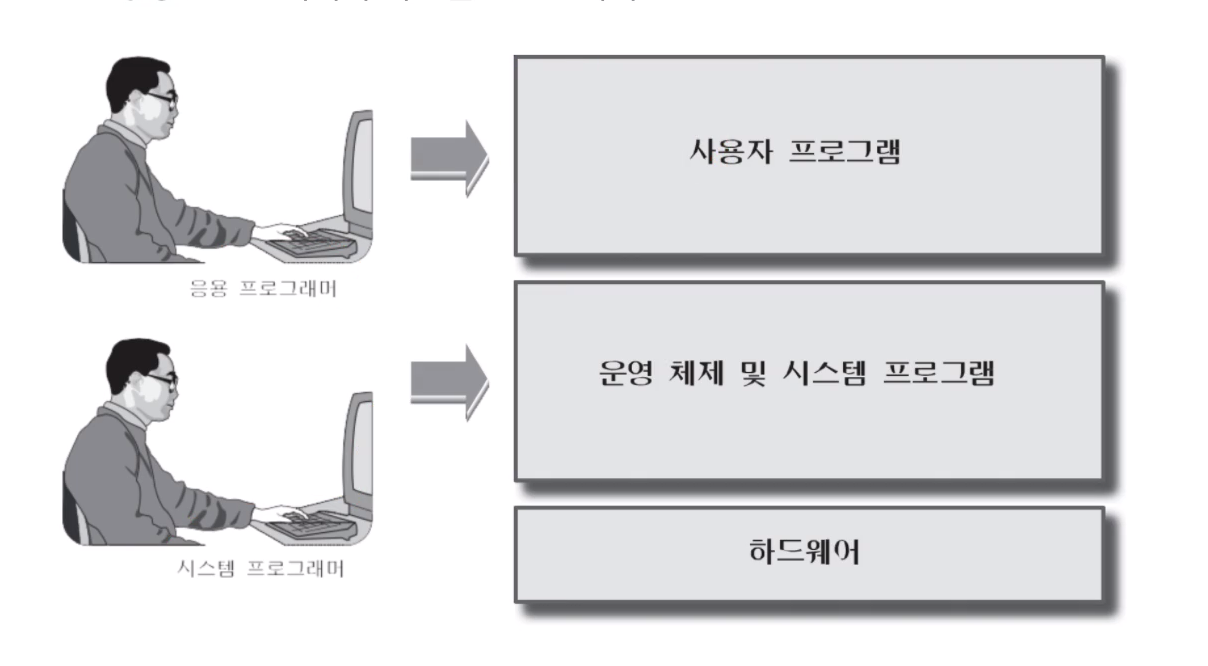 사용자 프로그램
응용 프로그래머
운영 체제 및 시스템 프로그램
시스템 프로그래머
하드웨어